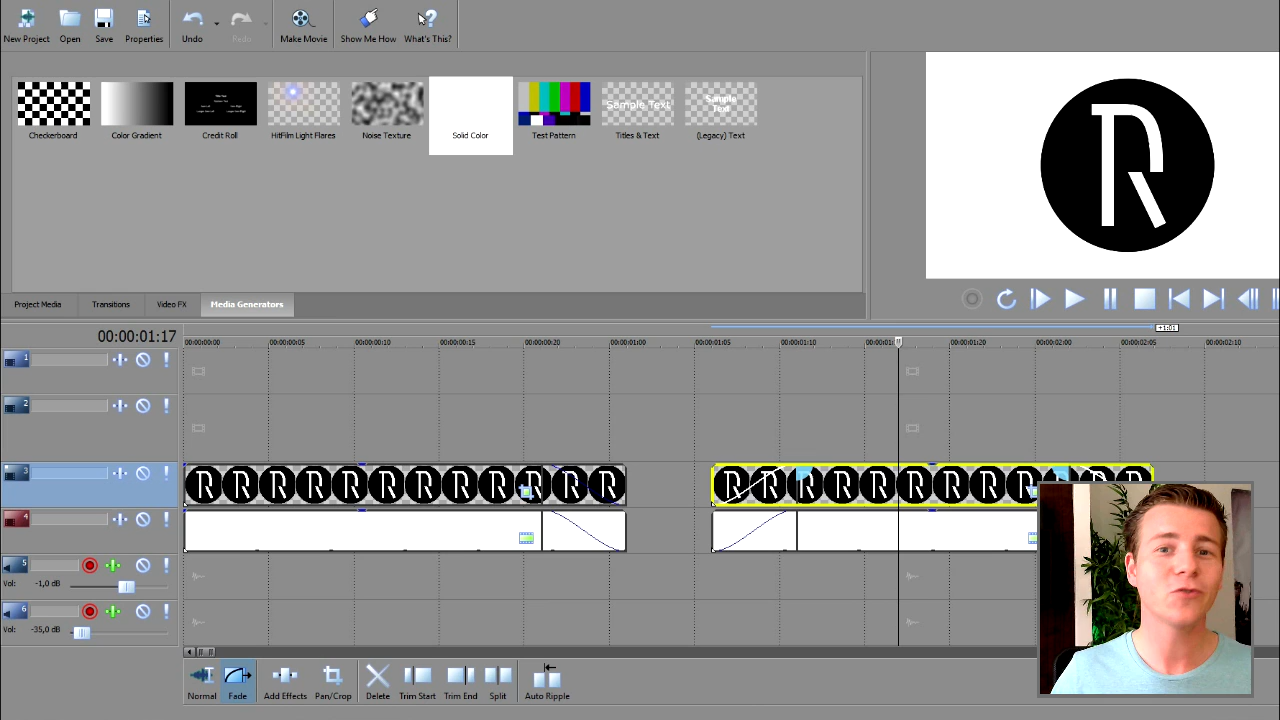 New Project Open Save Properties Undo Redo Make Movie Show Me How What's This?
Sample Text Sample Text
Checkerboard Color Gradient Credit Roll HitFilm Light Flares Noise Texture Solid Color Test Pattern Titles & Text (Legacy) Text
R
Project Media Transitions Video FX Media Generators
00:00:01:17
+1:01
00:00:00:00 00:00:00:05 00:00:00:10 00:00:00:15 00:00:00:20 00:00:01:00 00:00:01:05 00:00:01:10 00:00:01:20 00:00:02:00 00:00:02:05 00:00:02:10
1
2
3
4
5
Vol: -1,0 dB
6
Vol: -35,0 dB
Normal Fade Add Effects Pan/Crop Delete Trim Start Trim End Split Auto Ripple